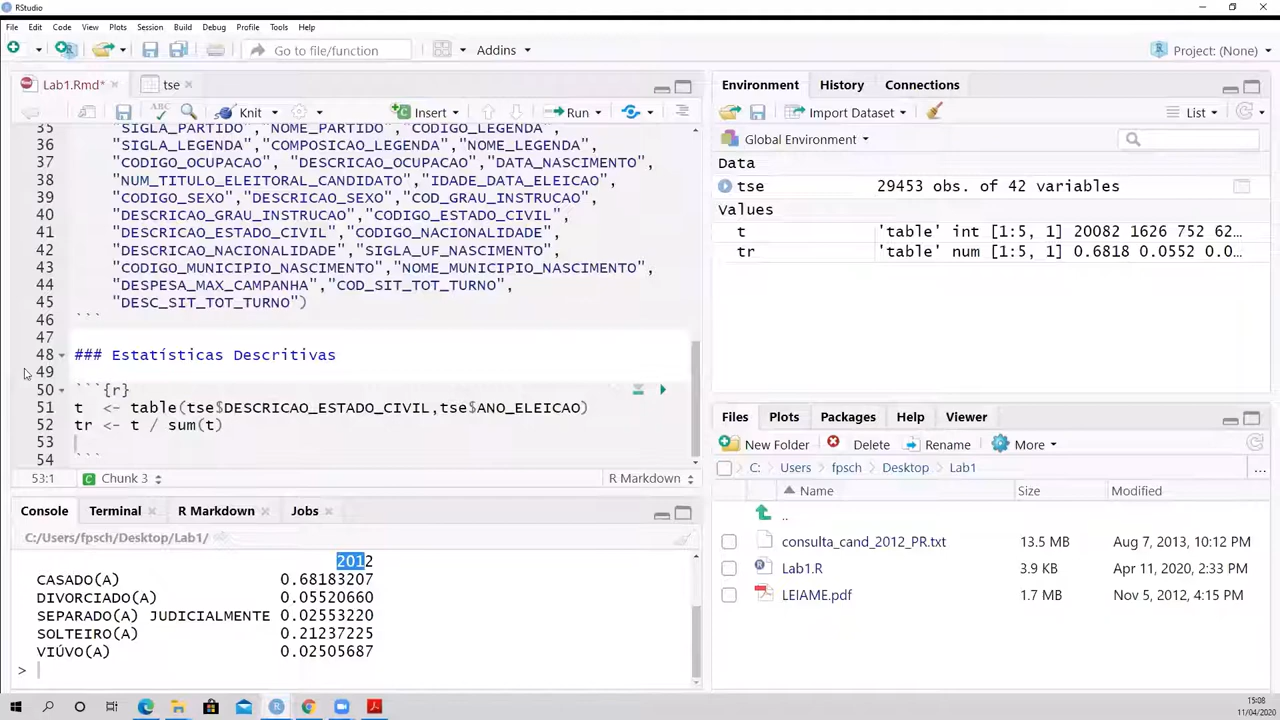 RStudio
File Edit Code View Plots Session Build Debug Profile Tools Help
Go to file/function Addins Project: (None)
Lab1.Rmd* tse
Knit Insert Run
35 "SIGLA_PARTIDO","NOME_PARTIDO","CODIGO_LEGENDA",
36 "SIGLA_LEGENDA","COMPOSICAO_LEGENDA","NOME_LEGENDA",
37 "CODIGO_OCUPACAO", "DESCRICAO_OCUPACAO","DATA_NASCIMENTO",
38 "NUM_TITULO_ELEITORAL_CANDIDATO","IDADE_DATA_ELEICAO",
39 "CODIGO_SEXO","DESCRICAO_SEXO","COD_GRAU_INSTRUCAO",
40 "DESCRICAO_GRAU_INSTRUCAO","CODIGO_ESTADO_CIVIL",
41 "DESCRICAO_ESTADO_CIVIL","CODIGO_NACIONALIDADE",
42 "DESCRICAO_NACIONALIDADE","SIGLA_UF_NASCIMENTO",
43 "CODIGO_MUNICIPIO_NASCIMENTO","NOME_MUNICIPIO_NASCIMENTO",
44 "DESPESA_MAX_CAMPANHA","COD_SIT_TOT_TURNO",
45 "DESC_SIT_TOT_TURNO")
46 ```
47
48 ### Estatísticas Descritivas
49
50 ```{r}
51 t <- table(tse$DESCRICAO_ESTADO_CIVIL,tse$ANO_ELEICAO)
52 tr <- t / sum(t)
53
54 ```
53:1 Chunk 3 R Markdown
Console Terminal R Markdown Jobs
C:/Users/fpsch/Desktop/Lab1/
2012
CASADO(A) 0.68183207
DIVORCIADO(A) 0.05520660
SEPARADO(A) JUDICIALMENTE 0.02553220
SOLTEIRO(A) 0.21237225
VIÚVO(A) 0.02505687
>
Environment History Connections
Import Dataset List
Global Environment
Data
tse 29453 obs. of 42 variables
Values
t 'table' int [1:5, 1] 20082 1626 752 62…
tr 'table' num [1:5, 1] 0.6818 0.0552 0.0…
Files Plots Packages Help Viewer
New Folder Delete Rename More
C: Users fpsch Desktop Lab1 ...
Name Size Modified
..
consulta_cand_2012_PR.txt 13.5 MB Aug 7, 2013, 10:12 PM
Lab1.R 3.9 KB Apr 11, 2020, 2:33 PM
LEIAME.pdf 1.7 MB Nov 5, 2012, 4:15 PM
15:08
11/04/2020